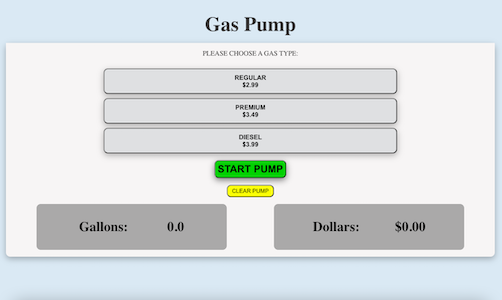 Gas Pump
PLEASE CHOOSE A GAS TYPE:
REGULAR
$2.99
PREMIUM
$3.49
DIESEL
$3.99
START PUMP
CLEAR PUMP
Gallons: 0.0
Dollars: $0.00